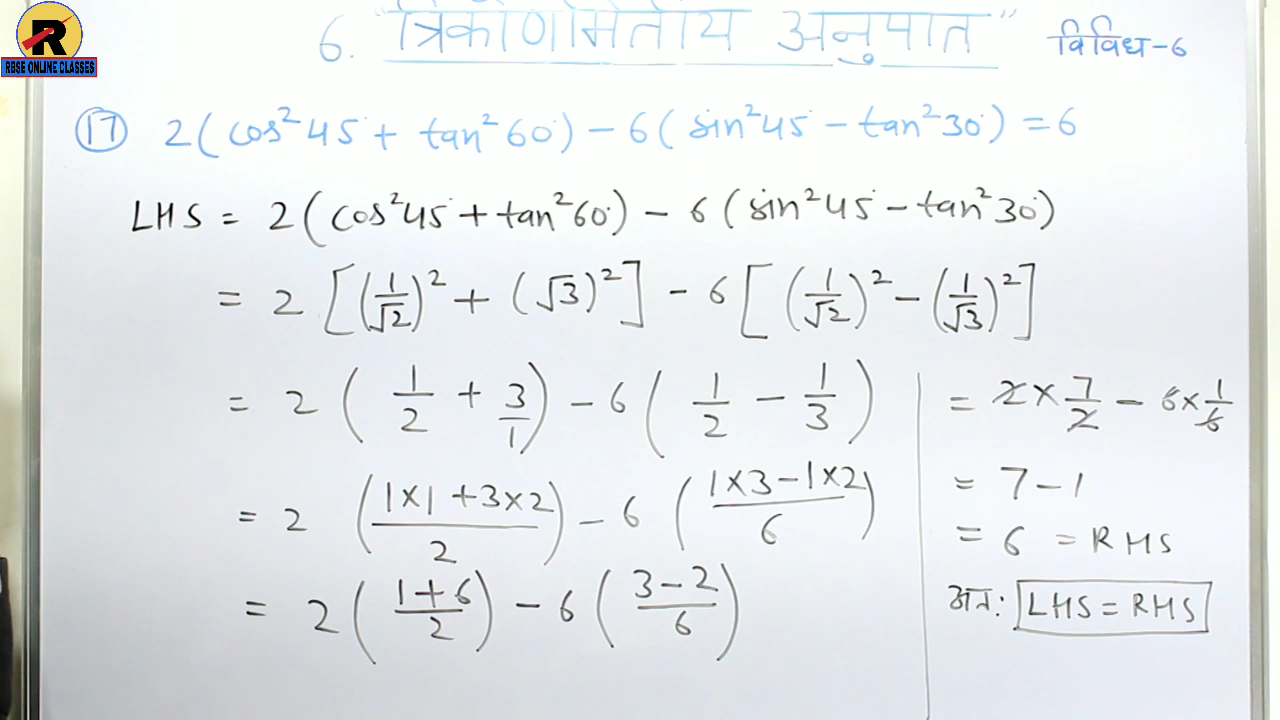 R
RBSE ONLINE CLASSES
6. "त्रिकोणमितीय अनुपात"
विविध-6
17 2(cos²45° + tan²60°) - 6(sin²45° - tan²30°) = 6
LHS = 2(cos²45° + tan²60°) - 6(sin²45° - tan²30°)
= 2[(1/√2)² + (√3)²] - 6[(1/√2)² - (1/√3)²]
= 2(1/2 + 3/1) - 6(1/2 - 1/3)
= 2((1×1+3×2)/2) - 6((1×3-1×2)/6)
= 2((1+6)/2) - 6((3-2)/6)
= 2×7/2 - 6×1/6
= 7-1
= 6 = RHS
अतः LHS = RHS